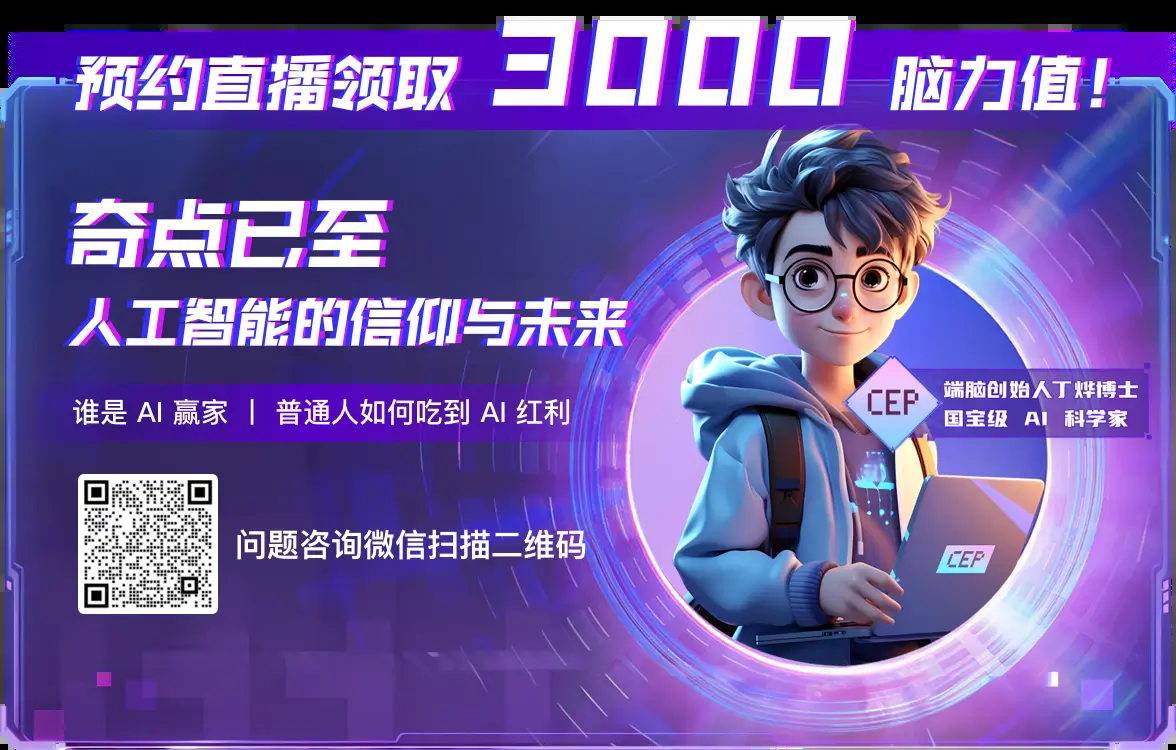 预约直播领取 3000 脑力值！
奇点已至
人工智能的信仰与未来
谁是 AI 赢家 | 普通人如何吃到 AI 红利
问题咨询微信扫描二维码
CEP
端脑创始人丁烨博士
国宝级 AI 科学家
CEP